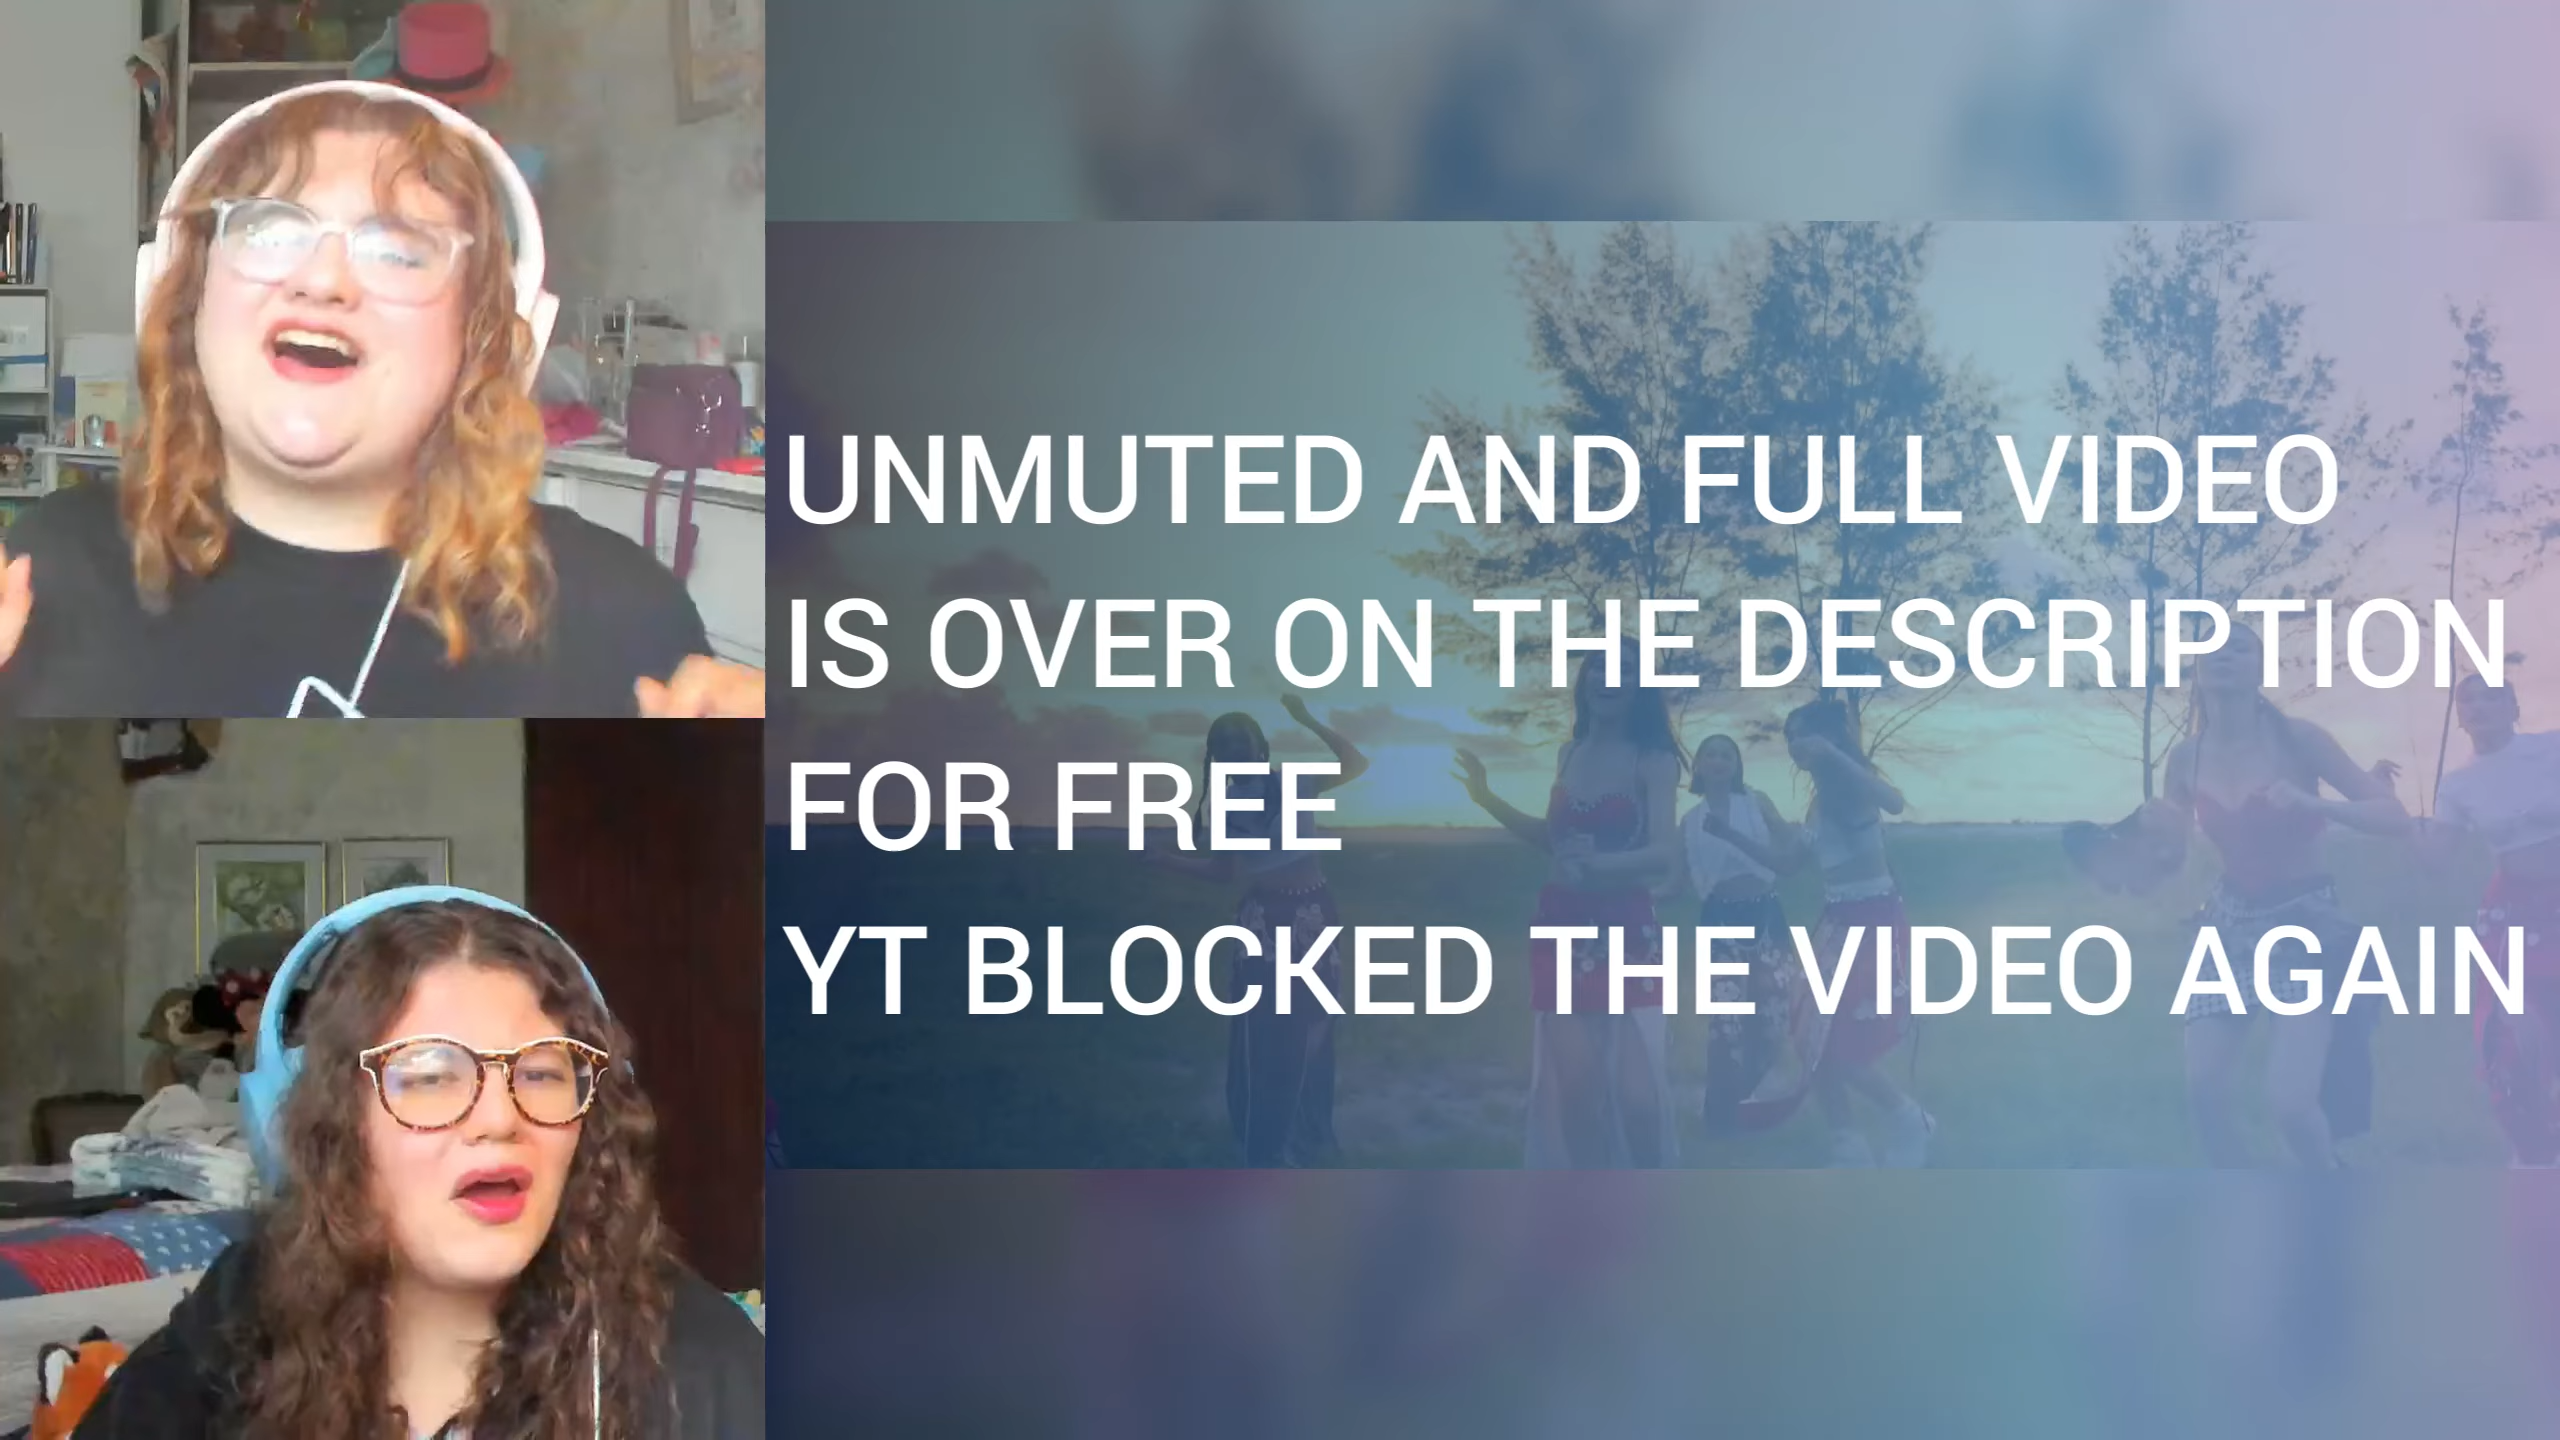 UNMUTED AND FULL VIDEO
IS OVER ON THE DESCRIPTION
FOR FREE
YT BLOCKED THE VIDEO AGAIN